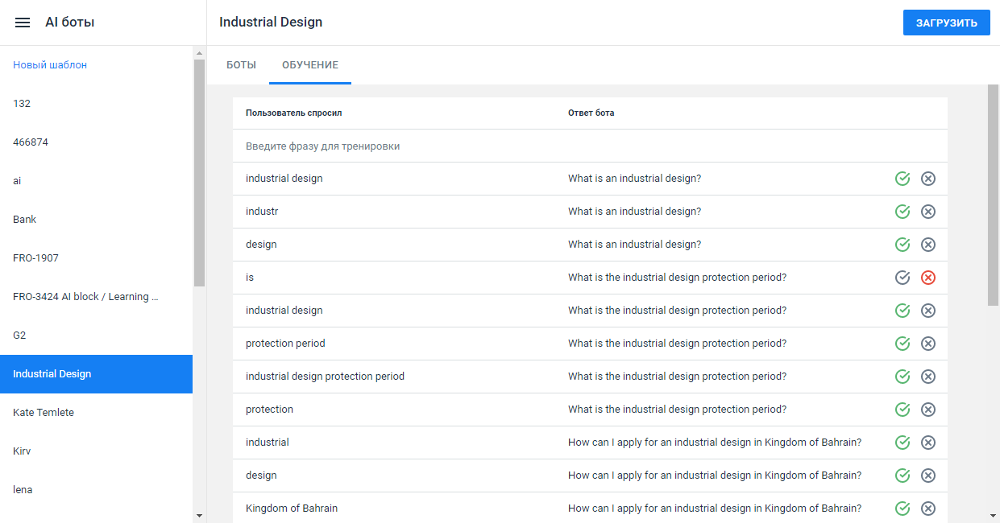 AI боты
Industrial Design
ЗАГРУЗИТЬ
Новый шаблон
132
466874
ai
Bank
FRO-1907
FRO-3424 AI block / Learning ...
G2
Industrial Design
Kate Temlete
Kirv
lena
БОТЫ
ОБУЧЕНИЕ
Пользователь спросил
Ответ бота
Введите фразу для тренировки
industrial design
What is an industrial design?
industr
What is an industrial design?
design
What is an industrial design?
is
What is the industrial design protection period?
industrial design
What is the industrial design protection period?
protection period
What is the industrial design protection period?
industrial design protection period
What is the industrial design protection period?
protection
What is the industrial design protection period?
industrial
How can I apply for an industrial design in Kingdom of Bahrain?
design
How can I apply for an industrial design in Kingdom of Bahrain?
Kingdom of Bahrain
How can I apply for an industrial design in Kingdom of Bahrain?